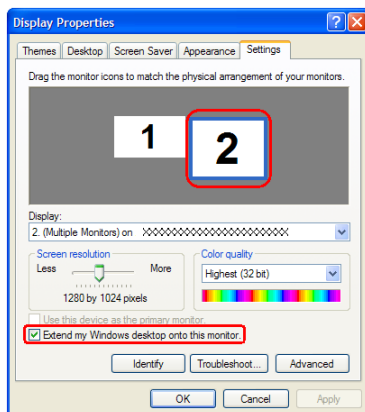 Display Properties
Themes Desktop Screen Saver Appearance Settings
Drag the monitor icons to match the physical arrangement of your monitors.
1 2
Display:
2. (Multiple Monitors) on XXXXXXXXXXXXXXXXXXXXXXX
Screen resolution Color quality
Less More Highest (32 bit)
1280 by 1024 pixels
Use this device as the primary monitor.
Extend my Windows desktop onto this monitor.
Identify Troubleshoot... Advanced
OK Cancel Apply